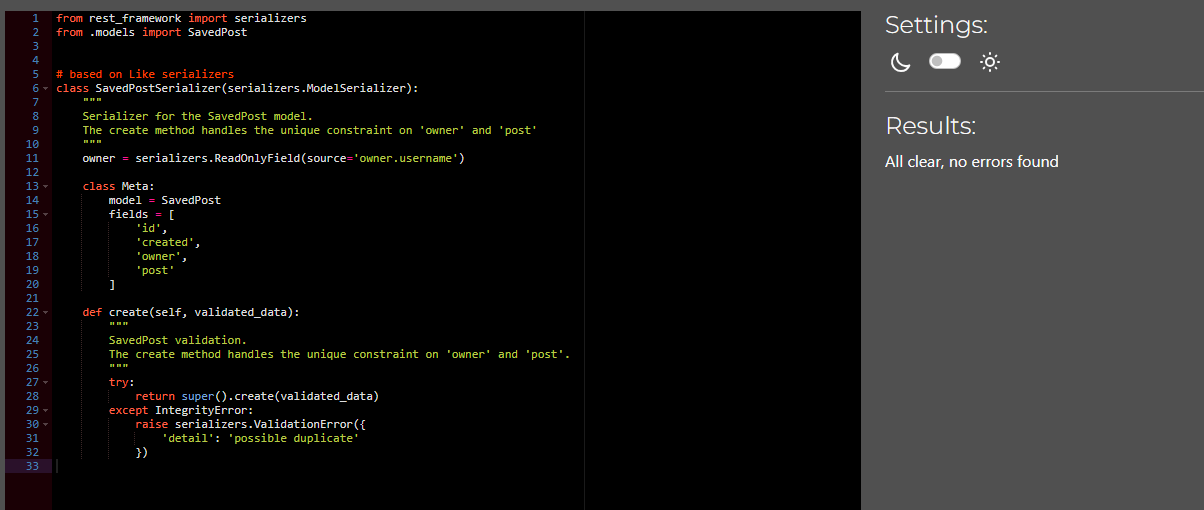 1 from rest_framework import serializers
2 from .models import SavedPost
3
4
5 # based on Like serializers
6 class SavedPostSerializer(serializers.ModelSerializer):
7     """
8     Serializer for the SavedPost model.
9     The create method handles the unique constraint on 'owner' and 'post'
10     """
11     owner = serializers.ReadOnlyField(source='owner.username')
12
13     class Meta:
14         model = SavedPost
15         fields = [
16             'id',
17             'created',
18             'owner',
19             'post'
20         ]
21
22     def create(self, validated_data):
23         """
24         SavedPost validation.
25         The create method handles the unique constraint on 'owner' and 'post'.
26         """
27         try:
28             return super().create(validated_data)
29         except IntegrityError:
30             raise serializers.ValidationError({
31                 'detail': 'possible duplicate'
32             })
33
Settings:
Results:
All clear, no errors found